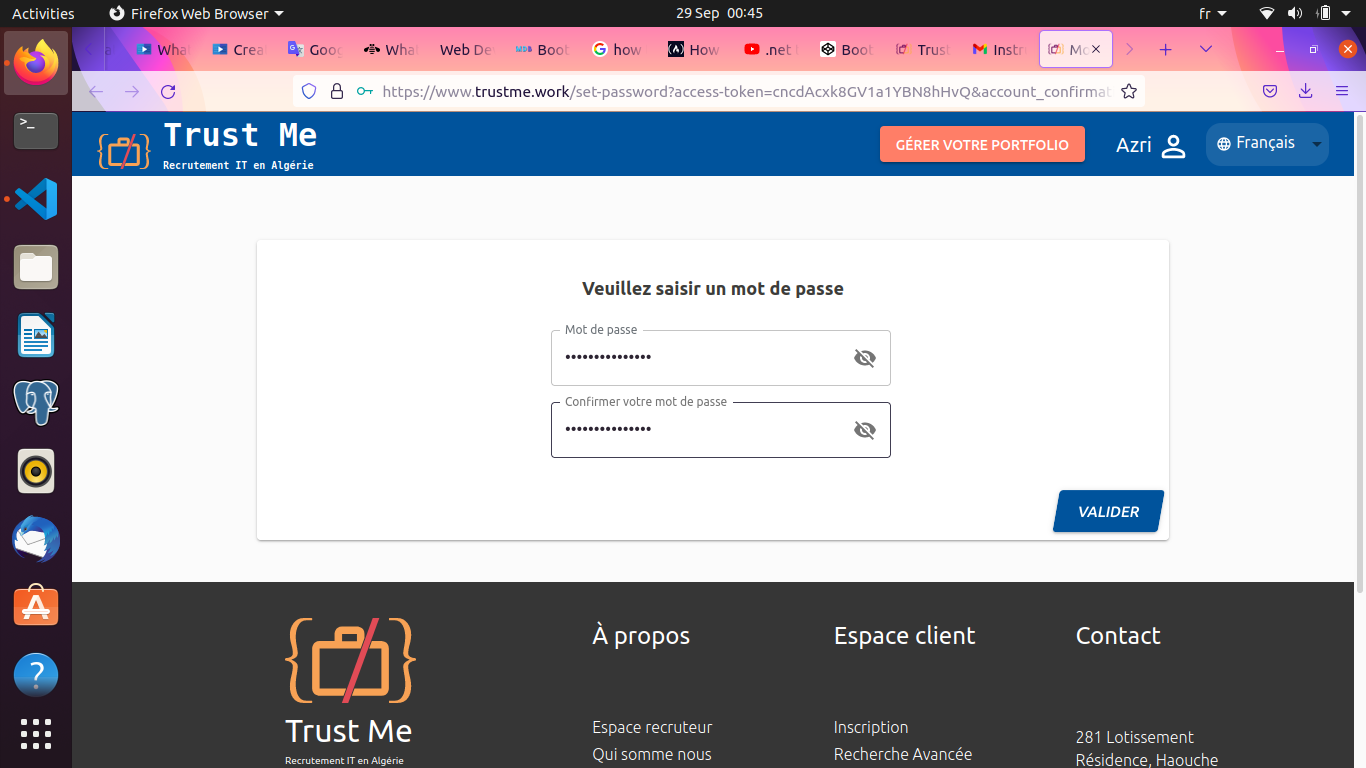 Activities
Firefox Web Browser
29 Sep 00:45
fr
What
Crea
Goog
What
Web De
Boot
how
How
.net
Boot
Trust
Instr
Mo
https://www.trustme.work/set-password?access-token=cncdAcxk8GV1a1YBN8hHvQ&account_confirmat
Trust Me
Recrutement IT en Algérie
GÉRER VOTRE PORTFOLIO
Azri
Français
Veuillez saisir un mot de passe
Mot de passe
•••••••••••••••
Confirmer votre mot de passe
•••••••••••••••
VALIDER
Trust Me
Recrutement IT en Algérie
À propos
Espace recruteur
Qui somme nous
Espace client
Inscription
Recherche Avancée
Contact
281 Lotissement
Résidence, Haouche